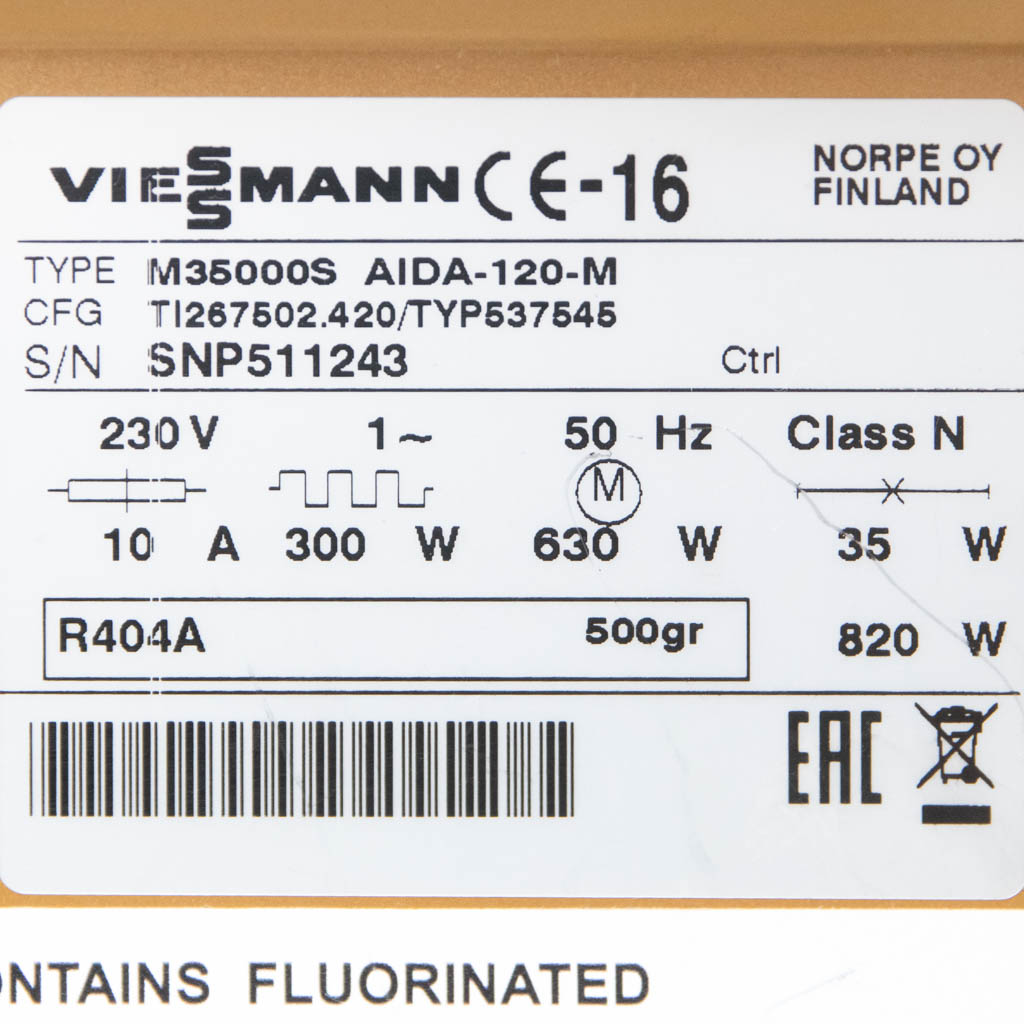 VIESSMANN CE-16 NORPE OY
FINLAND
TYPE M35000S AIDA-120-M
CFG TI267502.420/TYP537545
S/N SNP511243 Ctrl
230 V 1~ 50 Hz Class N
M
10 A 300 W 630 W 35 W
R404A 500gr 820 W
EAC
ONTAINS FLUORINATED